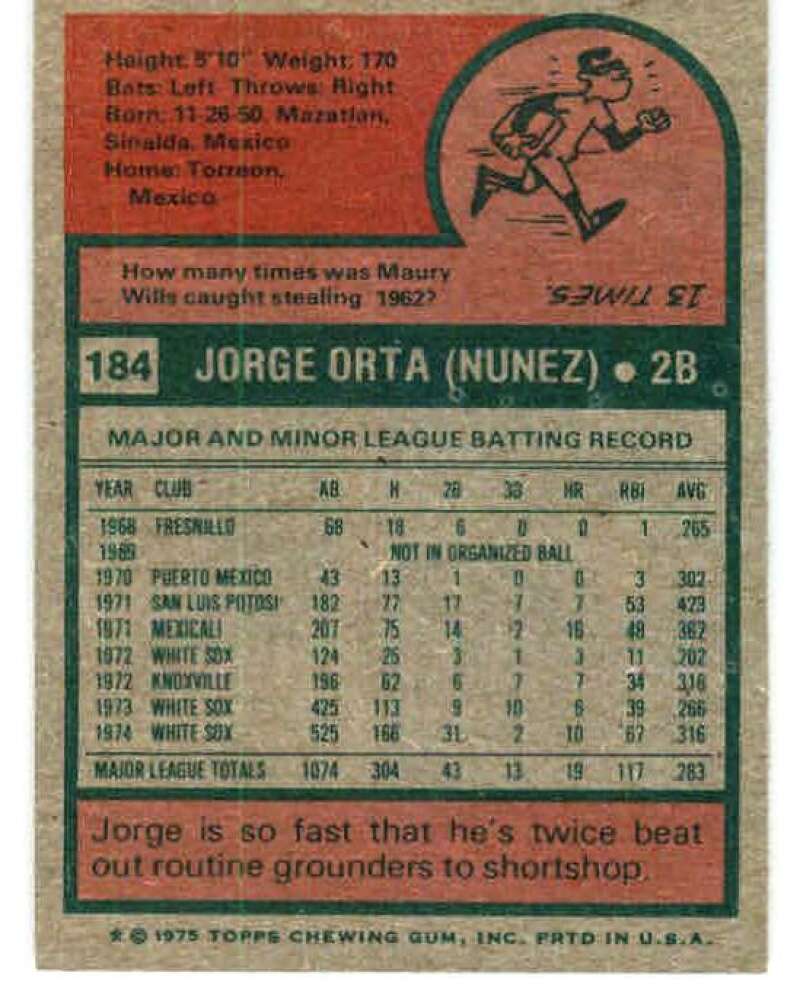 Height: 5'10" Weight: 170
Bats: Left Throws: Right
Born: 11-26-50, Mazatlan,
Sinalda, Mexico
Home: Torreon,
Mexico
How many times was Maury
Wills caught stealing 1962?
13 TIMES.
184 JORGE ORTA (NUNEZ) • 2B
MAJOR AND MINOR LEAGUE BATTING RECORD
YEAR CLUB AB H 2B 3B HR RBI AVG
1968 FRESNILLO 68 18 6 0 0 1 .265
1969 NOT IN ORGANIZED BALL
1970 PUERTO MEXICO 43 13 1 0 0 3 .302
1971 SAN LUIS POTOSI 182 77 17 7 7 53 .423
1971 MEXICALI 207 75 14 2 16 48 .362
1972 WHITE SOX 124 25 3 1 3 11 .202
1972 KNOXVILLE 196 62 6 7 7 34 .316
1973 WHITE SOX 425 113 9 10 6 39 .266
1974 WHITE SOX 525 166 31 2 10 67 .316
MAJOR LEAGUE TOTALS 1074 304 43 13 19 117 .283
Jorge is so fast that he's twice beat
out routine grounders to shortshop.
* © 1975 TOPPS CHEWING GUM, INC. PRTD IN U.S.A.